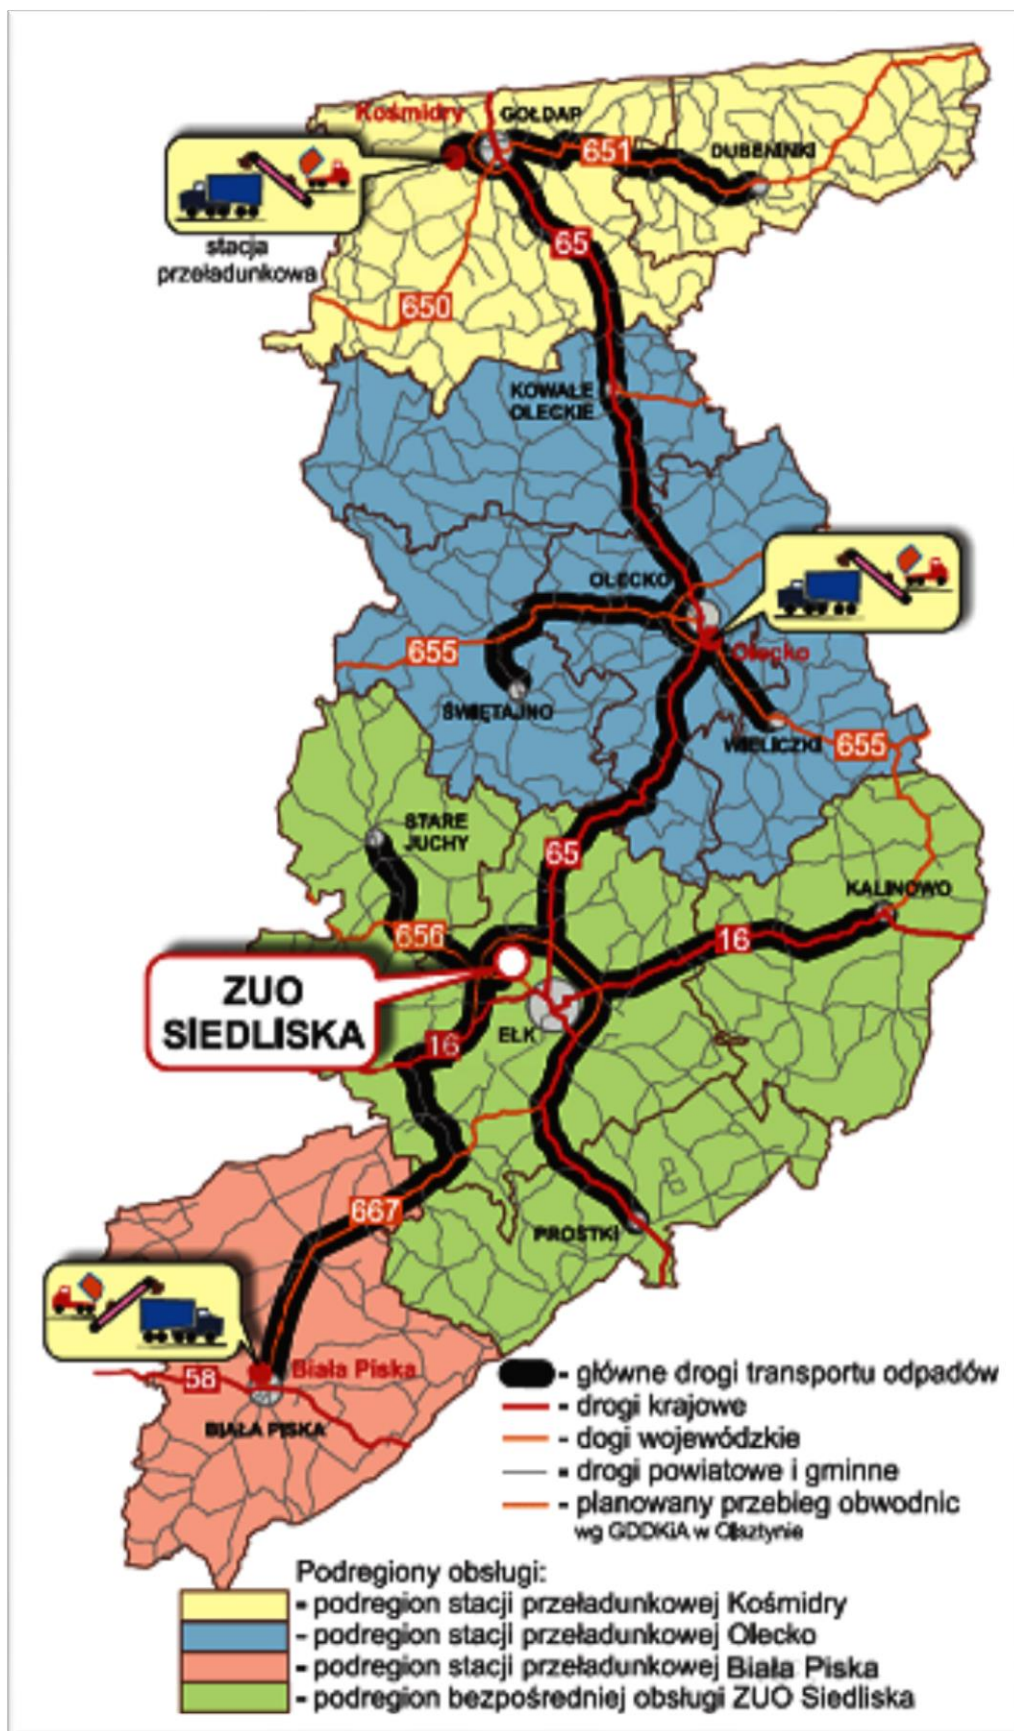 Kośmidry
GOŁDAP
651
DUBENINKI
stacja
przeładunkowa
65
650
KOWALE
OLECKIE
OLECKO
655
Olecko
ŚWIĘTAJNO
WIELICZKI
655
STARE
JUCHY
65
KALINOWO
656
16
ZUO
SIEDLISKA
EŁK
16
667
PROSTKI
Biała Piska
58
BIAŁA PISKA
- główne drogi transportu odpadów
- drogi krajowe
- dogi wojewódzkie
- drogi powiatowe i gminne
- planowany przebieg obwodnic
wg GDDKiA w Olsztynie
Podregiony obsługi:
- podregion stacji przeładunkowej Kośmidry
- podregion stacji przeładunkowej Olecko
- podregion stacji przeładunkowej Biała Piska
- podregion bezpośredniej obsługi ZUO Siedliska